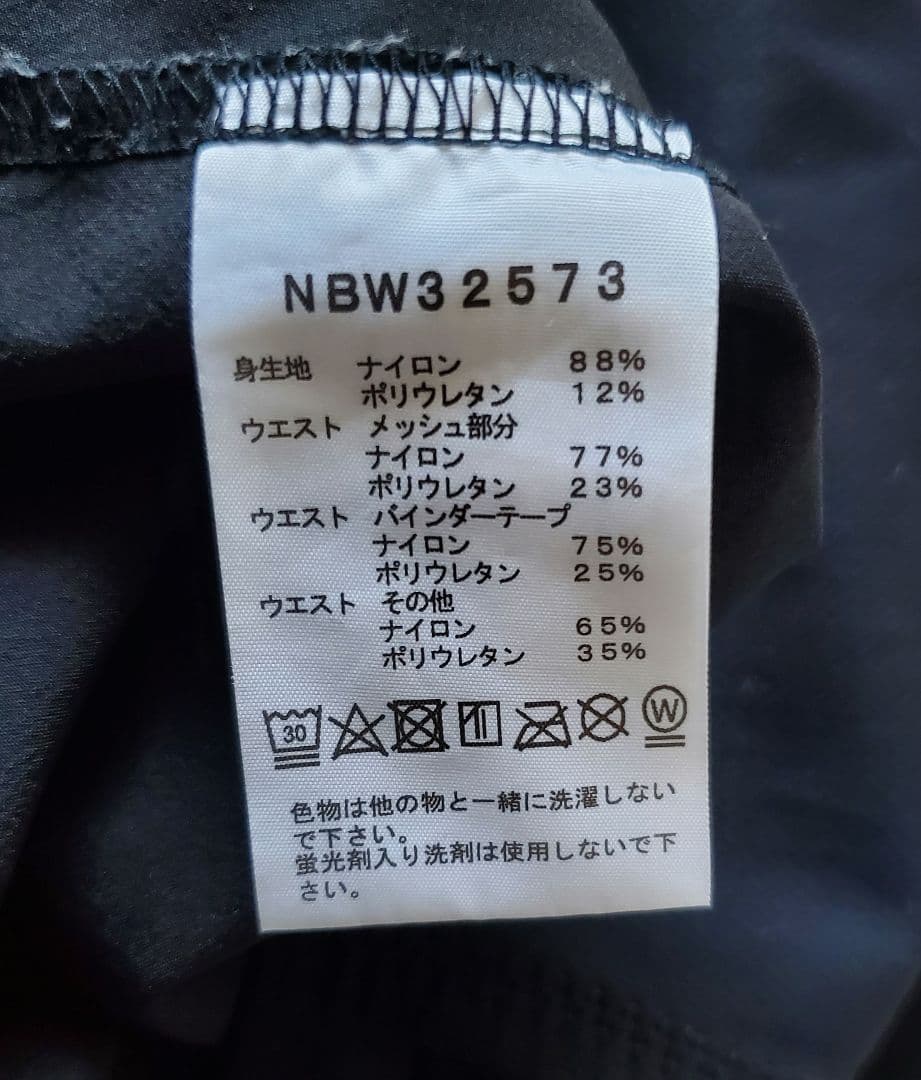 NBW32573
身生地 ナイロン 88%
ポリウレタン 12%
ウエスト メッシュ部分
ナイロン 77%
ポリウレタン 23%
ウエスト バインダーテープ
ナイロン 75%
ポリウレタン 25%
ウエスト その他
ナイロン 65%
ポリウレタン 35%
30 W
色物は他の物と一緒に洗濯しない
で下さい。
蛍光剤入り洗剤は使用しないで下
さい。